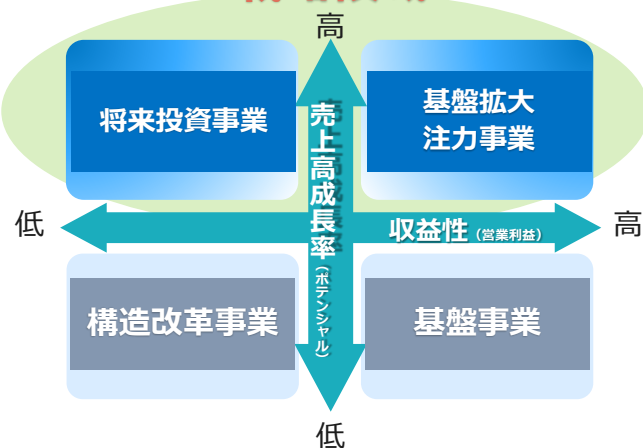 高
将来投資事業
基盤拡大
注力事業
売上高成長率（ポテンシャル）
低
収益性（営業利益）
高
構造改革事業
基盤事業
低